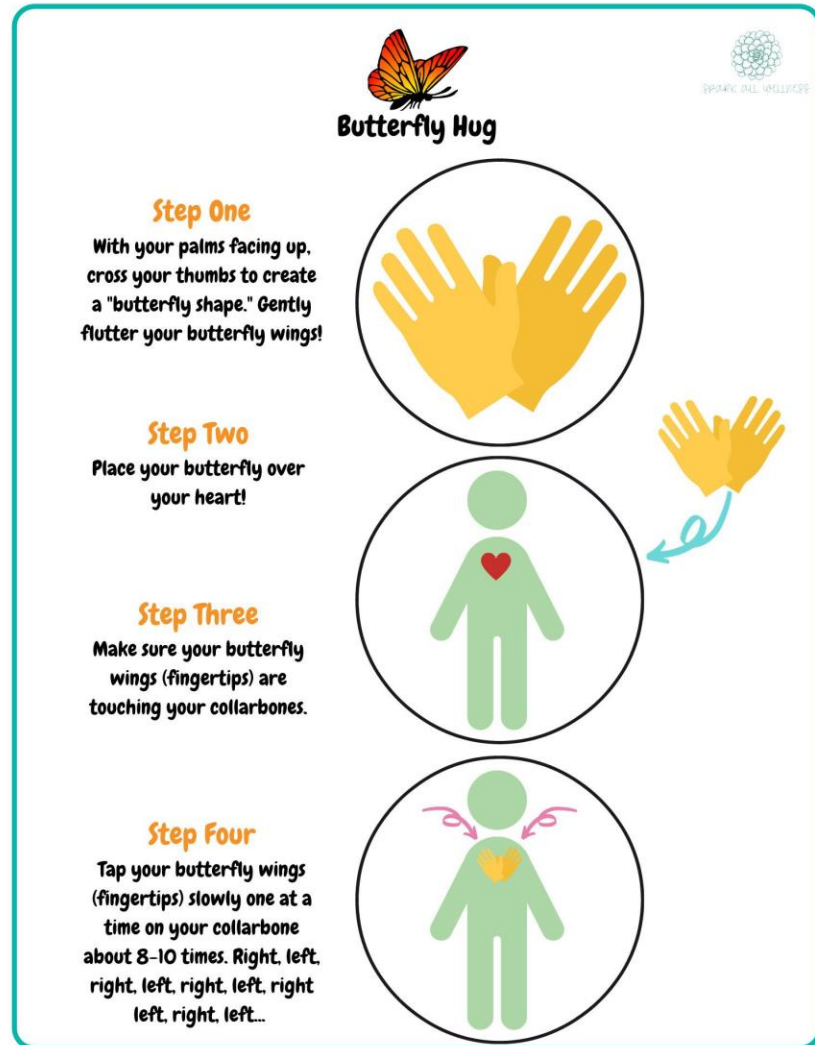 Butterfly Hug
SPARK ALL WELLNESS
Step One
With your palms facing up,
cross your thumbs to create
a "butterfly shape." Gently
flutter your butterfly wings!
Step Two
Place your butterfly over
your heart!
Step Three
Make sure your butterfly
wings (fingertips) are
touching your collarbones.
Step Four
Tap your butterfly wings
(fingertips) slowly one at a
time on your collarbone
about 8-10 times. Right, left,
right, left, right, left, right
left, right, left...